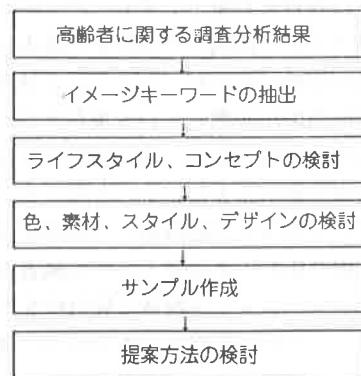 高齢者に関する調査分析結果
イメージキーワードの抽出
ライフスタイル、コンセプトの検討
色、素材、スタイル、デザインの検討
サンプル作成
提案方法の検討